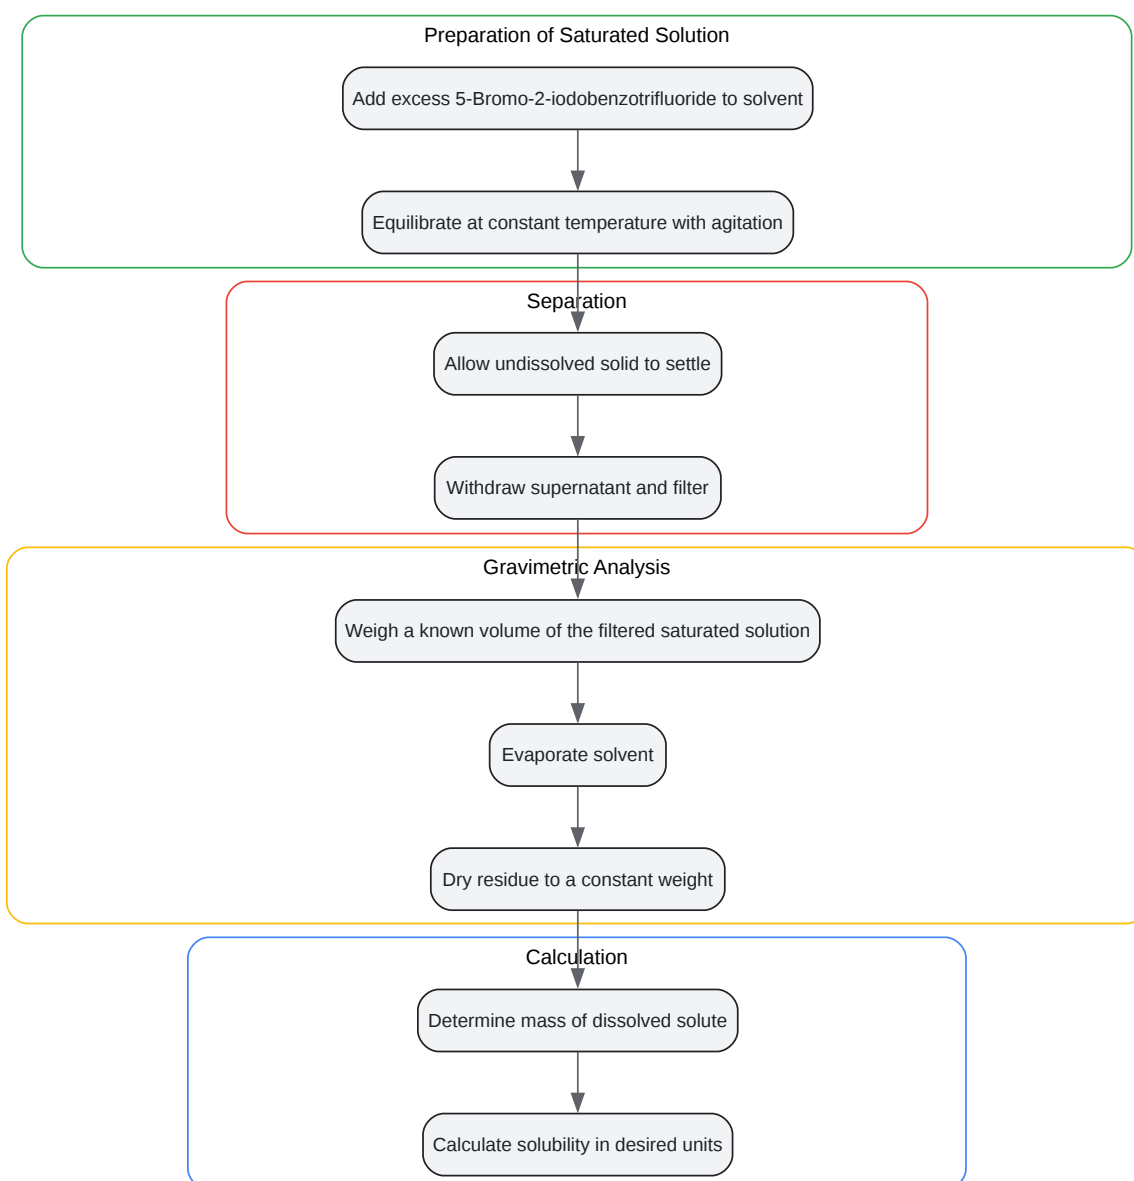 Preparation of Saturated Solution
Add excess 5-Bromo-2-iodobenzotrifluoride to solvent
Equilibrate at constant temperature with agitation
Separation
Allow undissolved solid to settle
Withdraw supernatant and filter
Gravimetric Analysis
Weigh a known volume of the filtered saturated solution
Evaporate solvent
Dry residue to a constant weight
Calculation
Determine mass of dissolved solute
Calculate solubility in desired units